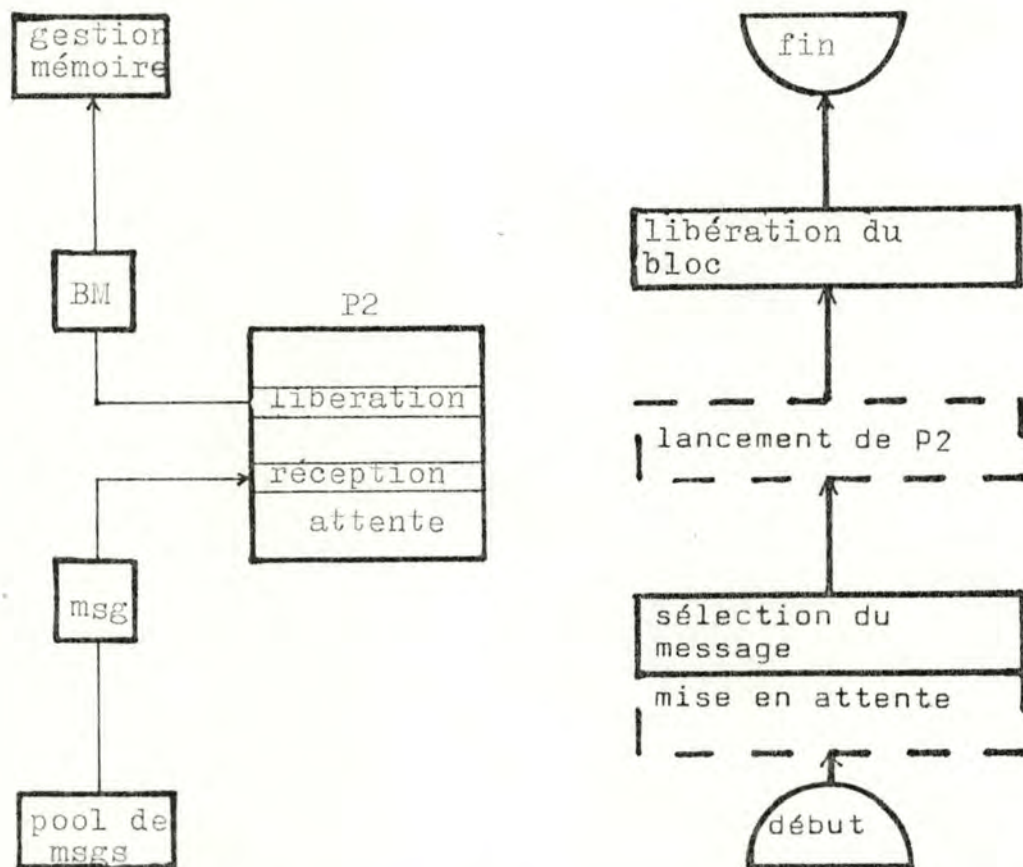 gestion
mémoire
BM
P2
libération
réception
attente
msg
pool de
msgs
fin
libération du
bloc
lancement de P2
sélection du
message
mise en attente
début